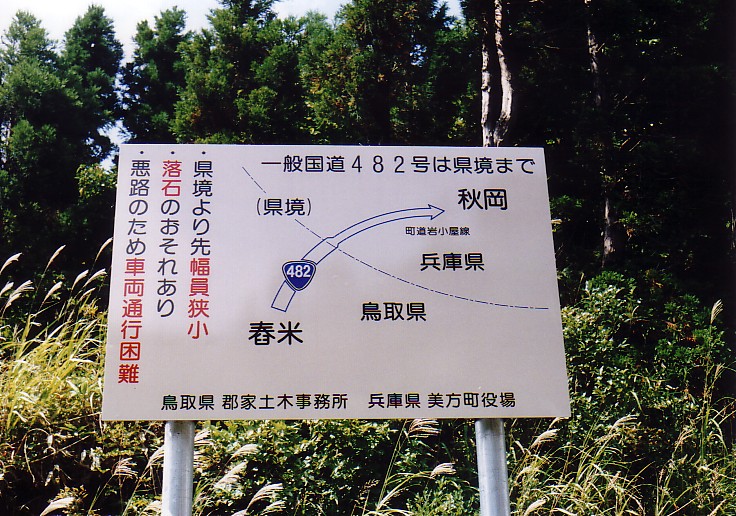 一般国道482号は県境まで
・県境より先幅員狭小
・落石のおそれあり
・悪路のため車両通行困難
(県境)
秋岡
町道岩小屋線
兵庫県
482
鳥取県
舂米
鳥取県 郡家土木事務所 兵庫県 美方町役場